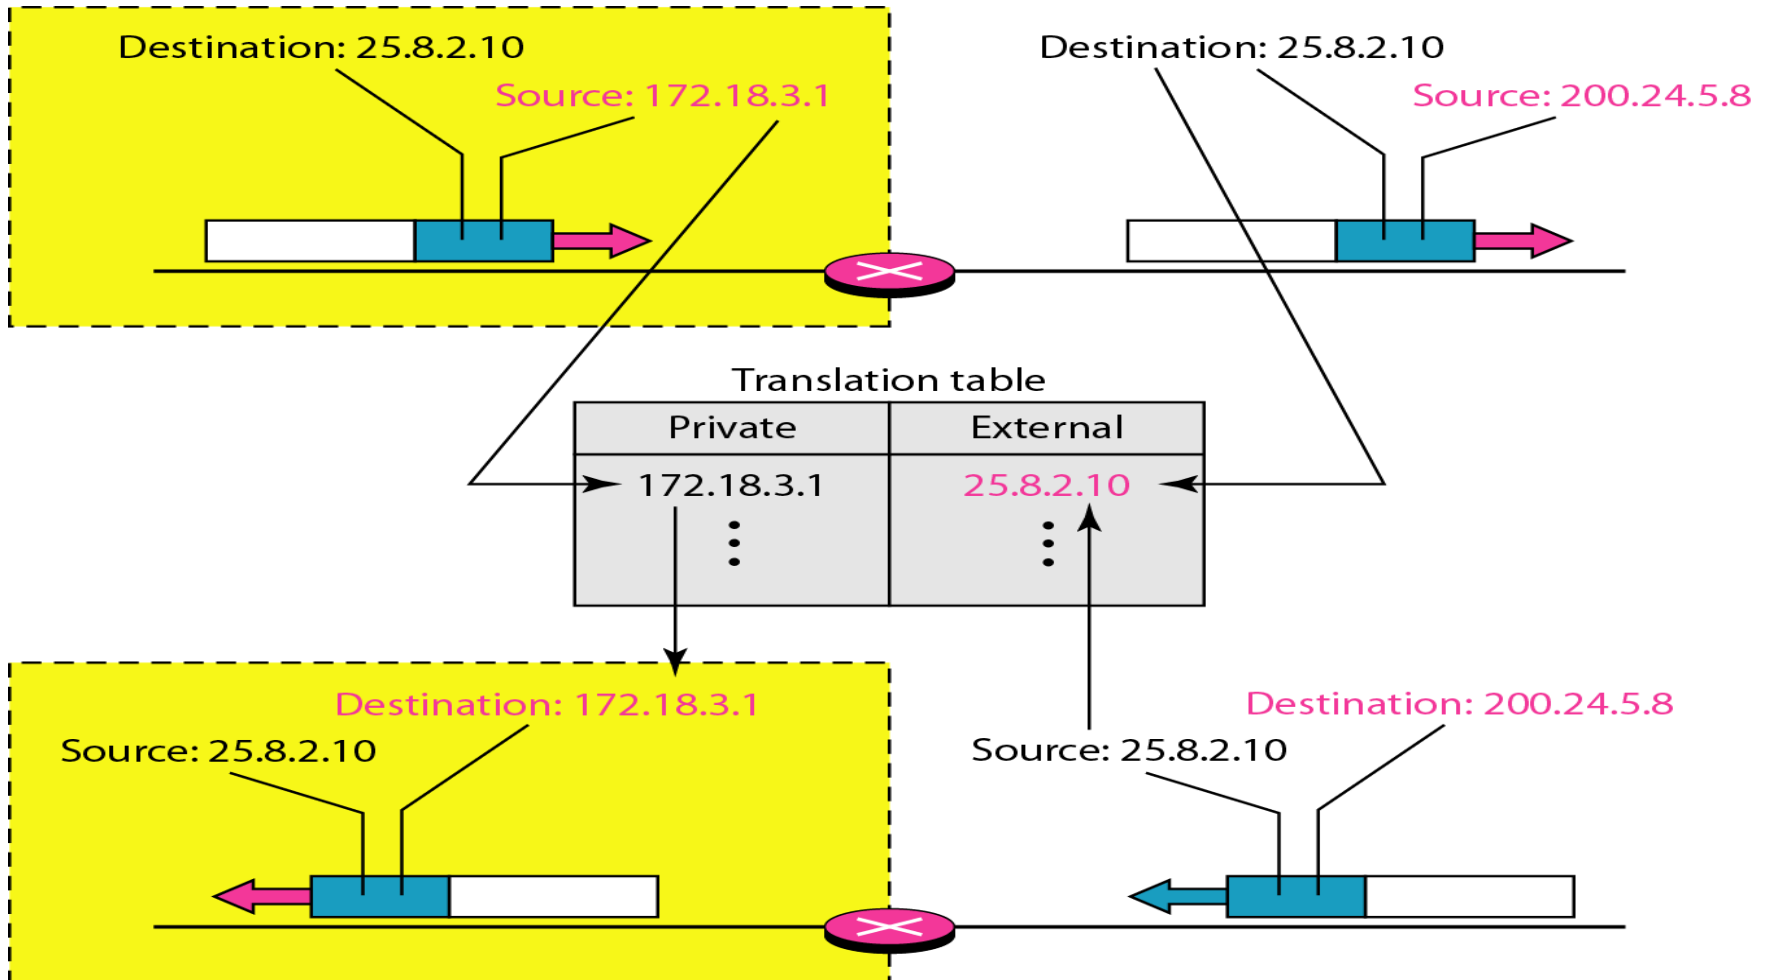 Destination: 25.8.2.10
Source: 172.18.3.1
Destination: 25.8.2.10
Source: 200.24.5.8
Translation table
Private External
172.18.3.1 25.8.2.10
Destination: 172.18.3.1
Source: 25.8.2.10
Destination: 200.24.5.8
Source: 25.8.2.10